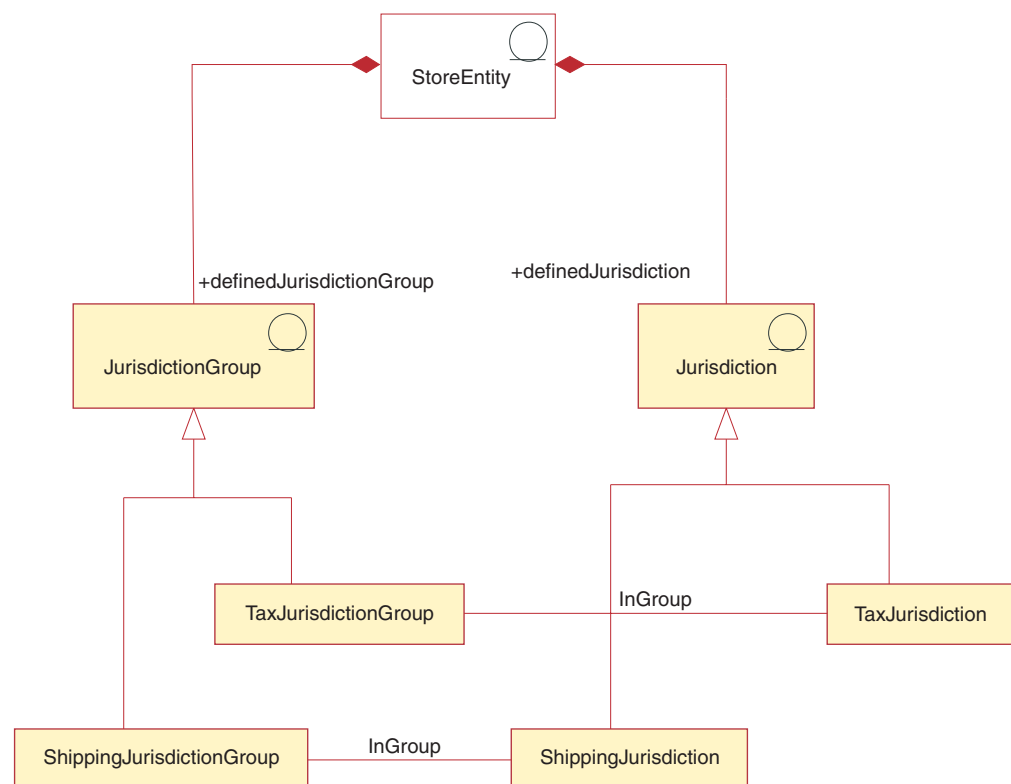 StoreEntity
+definedJurisdictionGroup
+definedJurisdiction
JurisdictionGroup
Jurisdiction
InGroup
TaxJurisdictionGroup
TaxJurisdiction
InGroup
ShippingJurisdictionGroup
ShippingJurisdiction